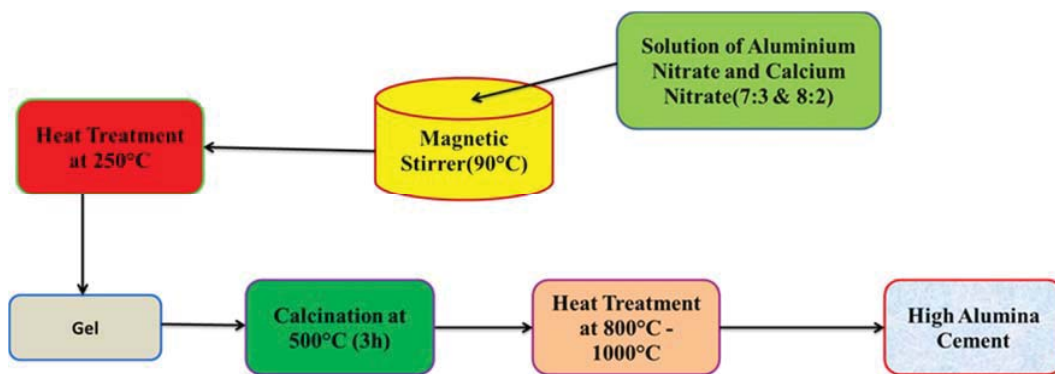 Solution of Aluminium
Nitrate and Calcium
Nitrate(7:3 & 8:2)
Magnetic
Stirrer(90°C)
Heat Treatment
at 250°C
Gel
Calcination at
500°C (3h)
Heat Treatment
at 800°C -
1000°C
High Alumina
Cement